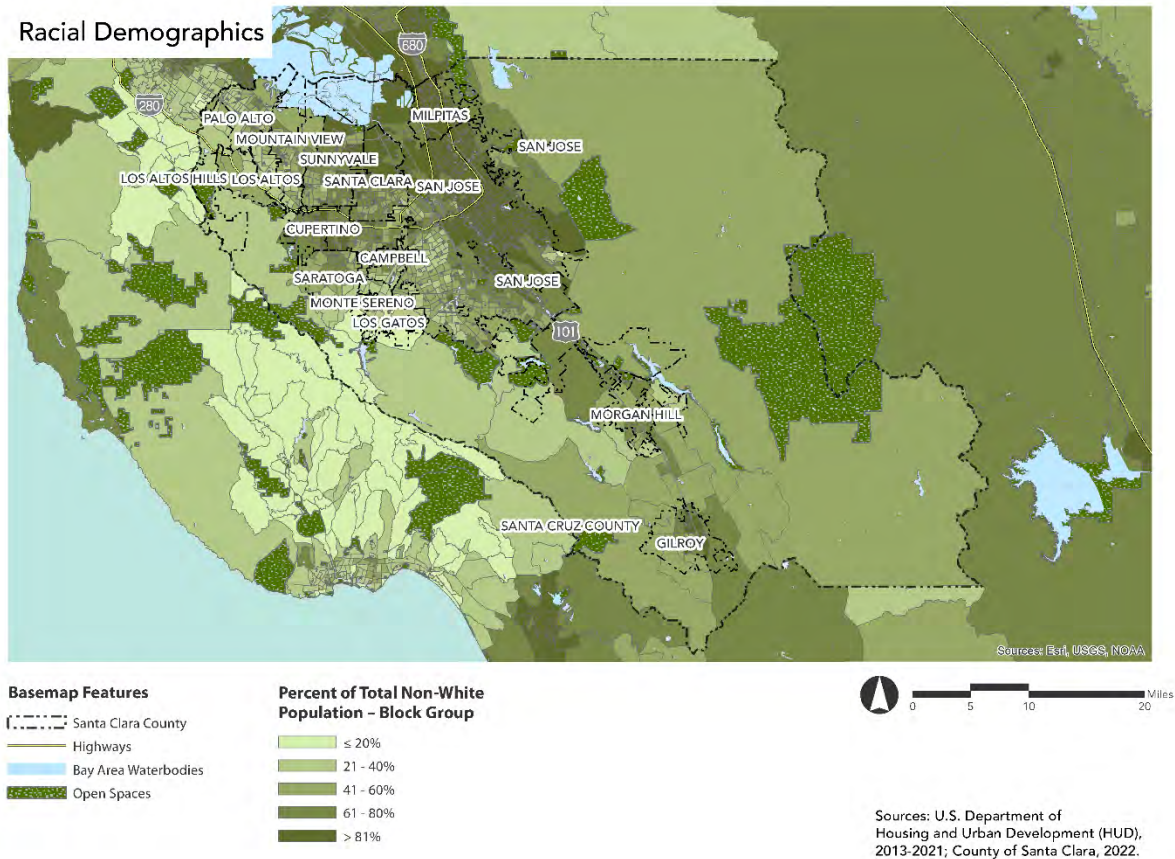 Racial Demographics
680
280
PALO ALTO
MILPITAS
MOUNTAIN VIEW
SAN JOSE
SUNNYVALE
LOS ALTOS HILLS
LOS ALTOS
SANTA CLARA
SAN JOSE
CUPERTINO
CAMPBELL
SARATOGA
SAN JOSE
MONTE SERENO
LOS GATOS
101
MORGAN HILL
SANTA CRUZ COUNTY
GILROY
Sources: Esri, USGS, NOAA
Basemap Features
Santa Clara County
Highways
Bay Area Waterbodies
Open Spaces
Percent of Total Non-White
Population – Block Group
≤ 20%
21 - 40%
41 - 60%
61 - 80%
> 81%
Miles
0 5 10 20
Sources: U.S. Department of
Housing and Urban Development (HUD),
2013-2021; County of Santa Clara, 2022.